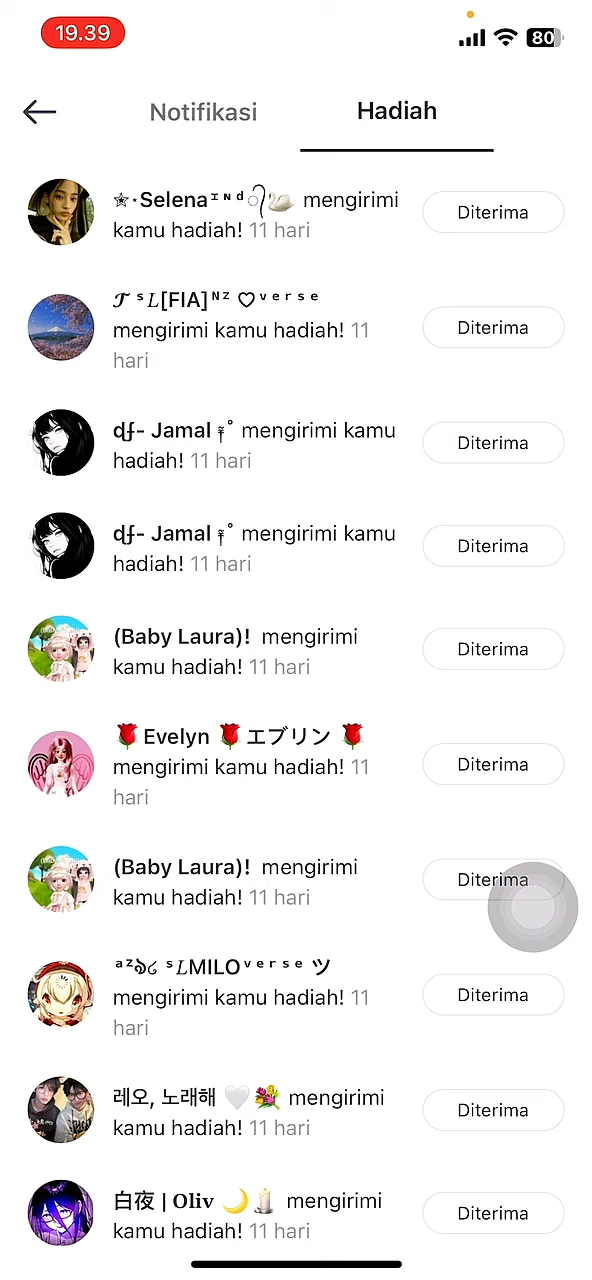 19.39
80
Notifikasi
Hadiah
✮⋆Selenaᶦᶰᵈ ᭄🦢 mengirimi
kamu hadiah! 11 hari
Diterima
𝓣 ˢ𝐿[FIA]ᴺᶻ ♡ᵛᵉʳˢᵉ
mengirimi kamu hadiah! 11
hari
Diterima
ɖʄ- Jamal ༒˚ mengirimi kamu
hadiah! 11 hari
Diterima
ɖʄ- Jamal ༒˚ mengirimi kamu
hadiah! 11 hari
Diterima
(Baby Laura)! mengirimi
kamu hadiah! 11 hari
Diterima
🌹Evelyn 🌹エブリン 🌹
mengirimi kamu hadiah! 11
hari
Diterima
(Baby Laura)! mengirimi
kamu hadiah! 11 hari
Diterima
ᵃᶻ ˢ𝐿MILOᵛᵉʳˢᵉ ツ
mengirimi kamu hadiah! 11
hari
Diterima
레오, 노래해 🤍💐 mengirimi
kamu hadiah! 11 hari
Diterima
白夜 | Oliv 🌙🕯️ mengirimi
kamu hadiah! 11 hari
Diterima